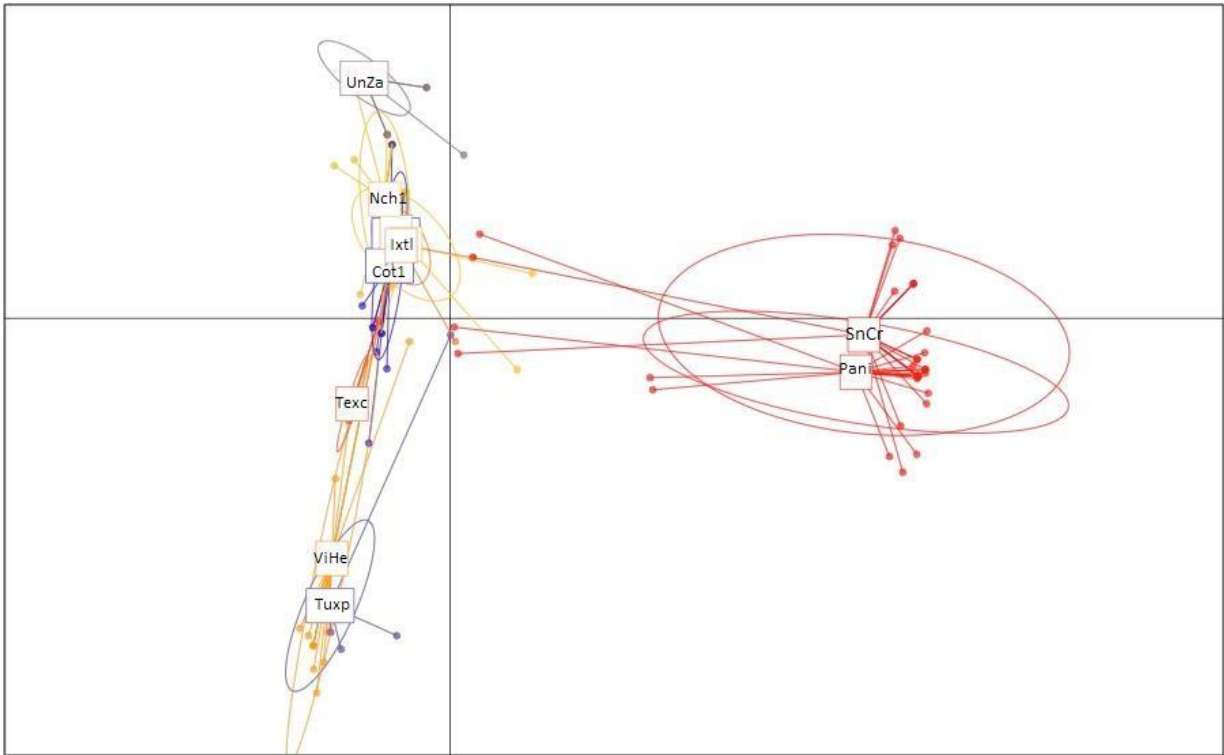 UnZa
Nch1
Ixtl
Cot1
SnCr
Pani
Texc
ViHe
Tuxp